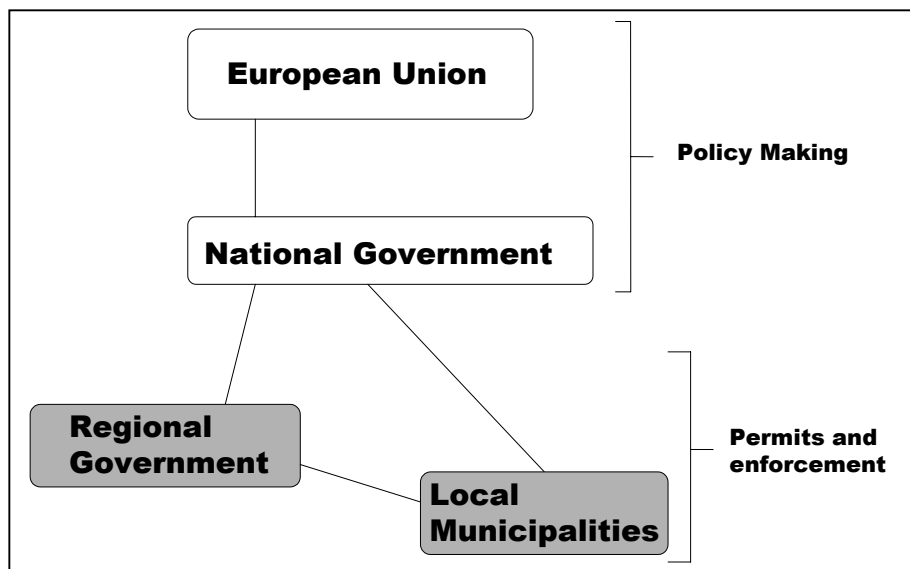 European Union
Policy Making
National Government
Regional
Government
Permits and
enforcement
Local
Municipalities